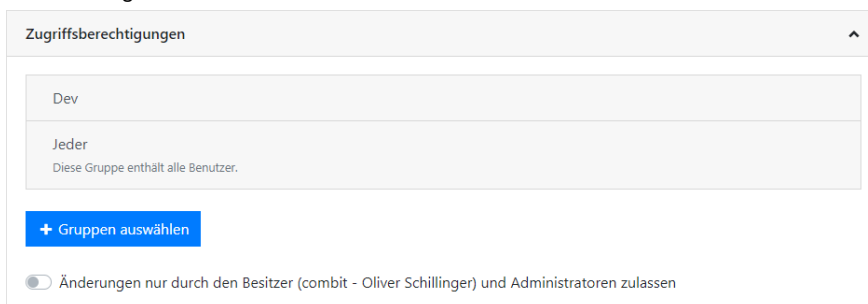 Zugriffsberechtigungen
Dev
Jeder
Diese Gruppe enthält alle Benutzer.
+ Gruppen auswählen
Änderungen nur durch den Besitzer (combit - Oliver Schillinger) und Administratoren zulassen